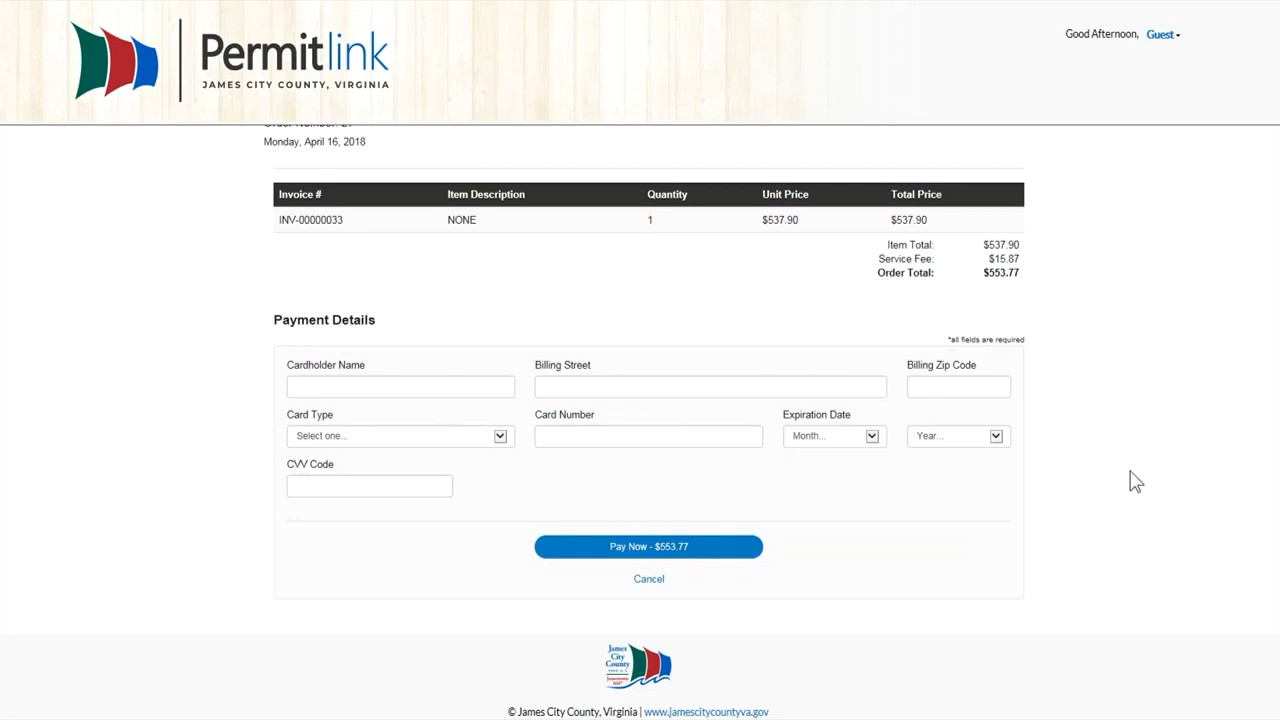 Permitlink
JAMES CITY COUNTY, VIRGINIA
Good Afternoon, Guest
Monday, April 16, 2018
Invoice # Item Description Quantity Unit Price Total Price
INV-00000033 NONE 1 $537.90 $537.90
Item Total: $537.90
Service Fee: $15.87
Order Total: $553.77
Payment Details
*all fields are required
Cardholder Name Billing Street Billing Zip Code
Card Type Card Number Expiration Date
Select one... Month... Year...
CVV Code
Pay Now - $553.77
Cancel
James
City
County
Jamestown
© James City County, Virginia | www.jamescitycountyva.gov